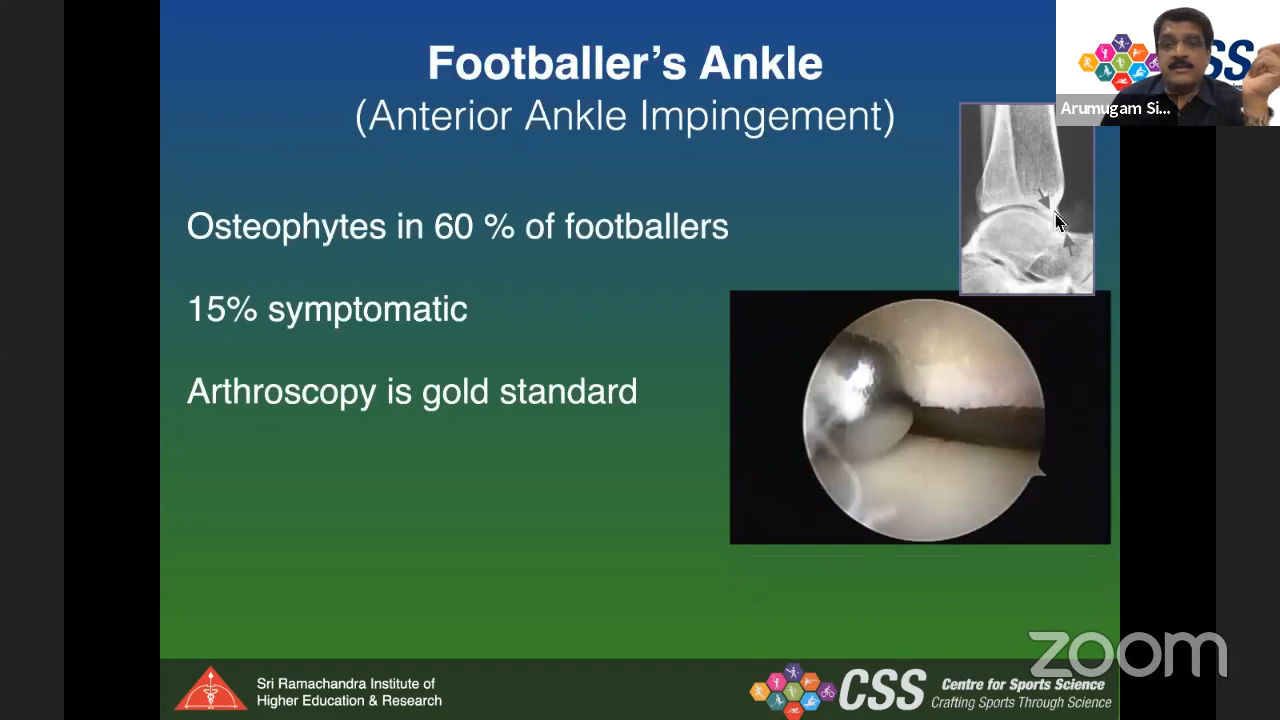 Footballer's Ankle
(Anterior Ankle Impingement)
Osteophytes in 60 % of footballers
15% symptomatic
Arthroscopy is gold standard
SS
Arumugam Si...
zoom
Sri Ramachandra Institute of
Higher Education & Research
CSS
Centre for Sports Science
Crafting Sports Through Science